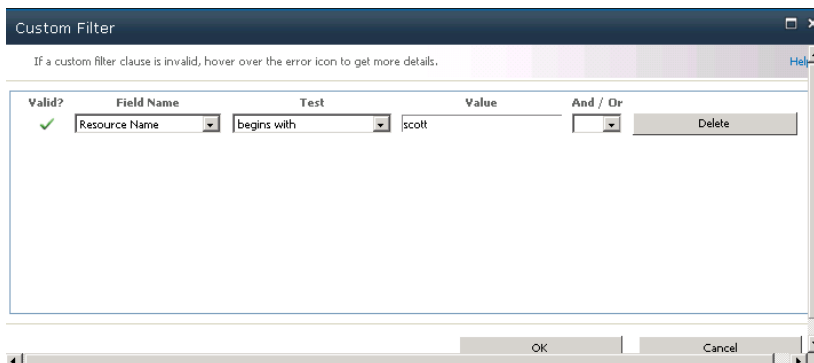 Custom Filter
If a custom filter clause is invalid, hover over the error icon to get more details.
Help
Valid? Field Name Test Value And / Or
Resource Name begins with scott Delete
OK Cancel